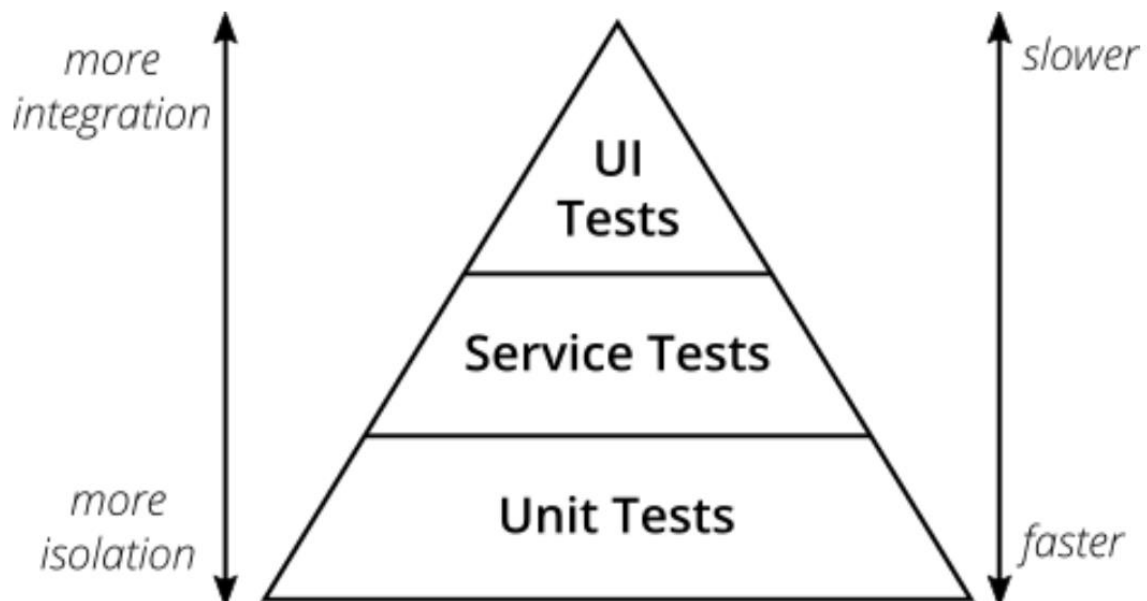 more
integration
slower
UI
Tests
Service Tests
Unit Tests
more
isolation
faster